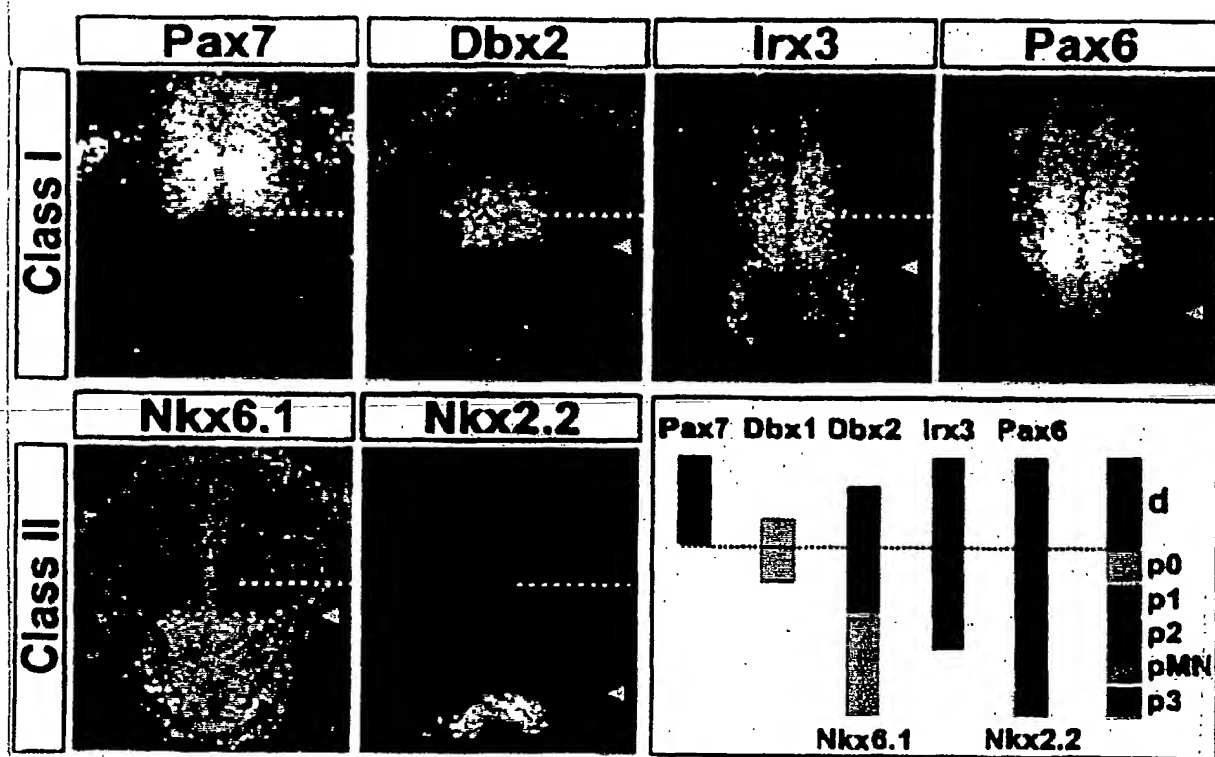 Pax7 Dbx2 Irx3 Pax6
Class I
Nkx6.1 Nkx2.2
Class II
Pax7 Dbx1 Dbx2 Irx3 Pax6
d
p0
p1
p2
pMN
p3
Nkx6.1 Nkx2.2